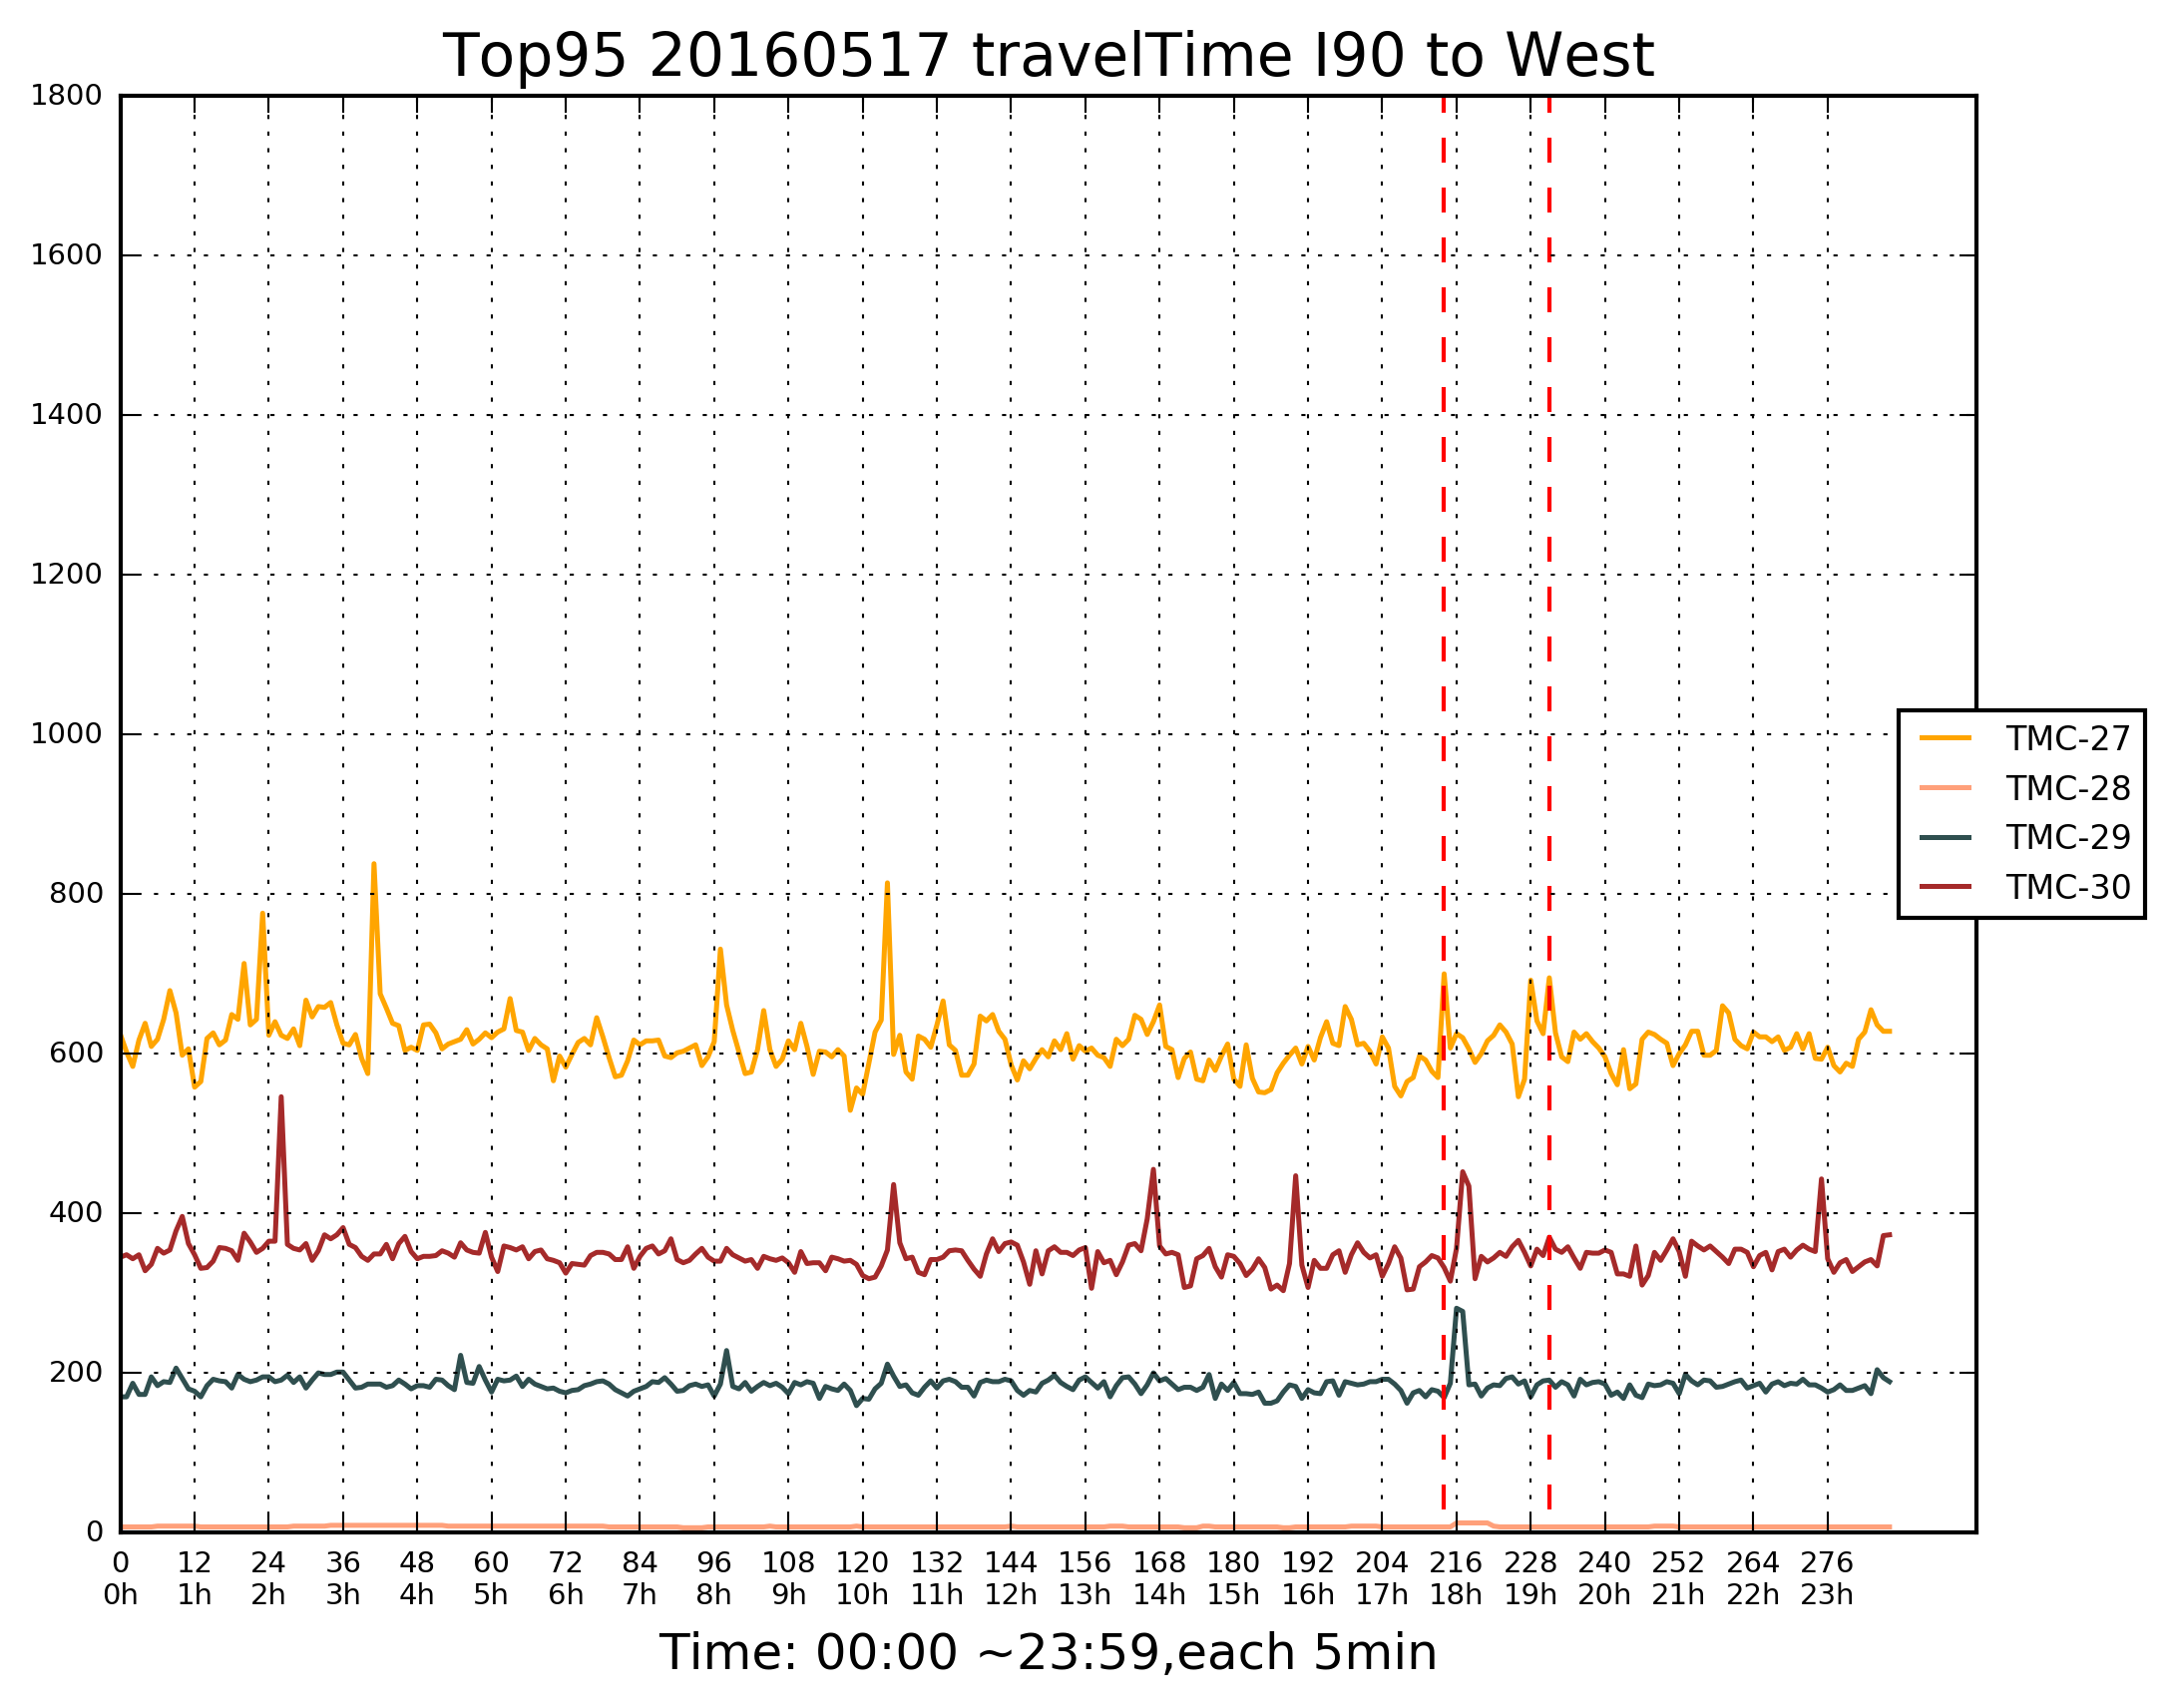 Top95 20160517 travelTime I90 to West
1800
1600
1400
1200
1000
800
600
400
200
0
TMC-27
TMC-28
TMC-29
TMC-30
0 12 24 36 48 60 72 84 96 108 120 132 144 156 168 180 192 204 216 228 240 252 264 276
0h 1h 2h 3h 4h 5h 6h 7h 8h 9h 10h 11h 12h 13h 14h 15h 16h 17h 18h 19h 20h 21h 22h 23h
Time: 00:00 ~23:59,each 5min